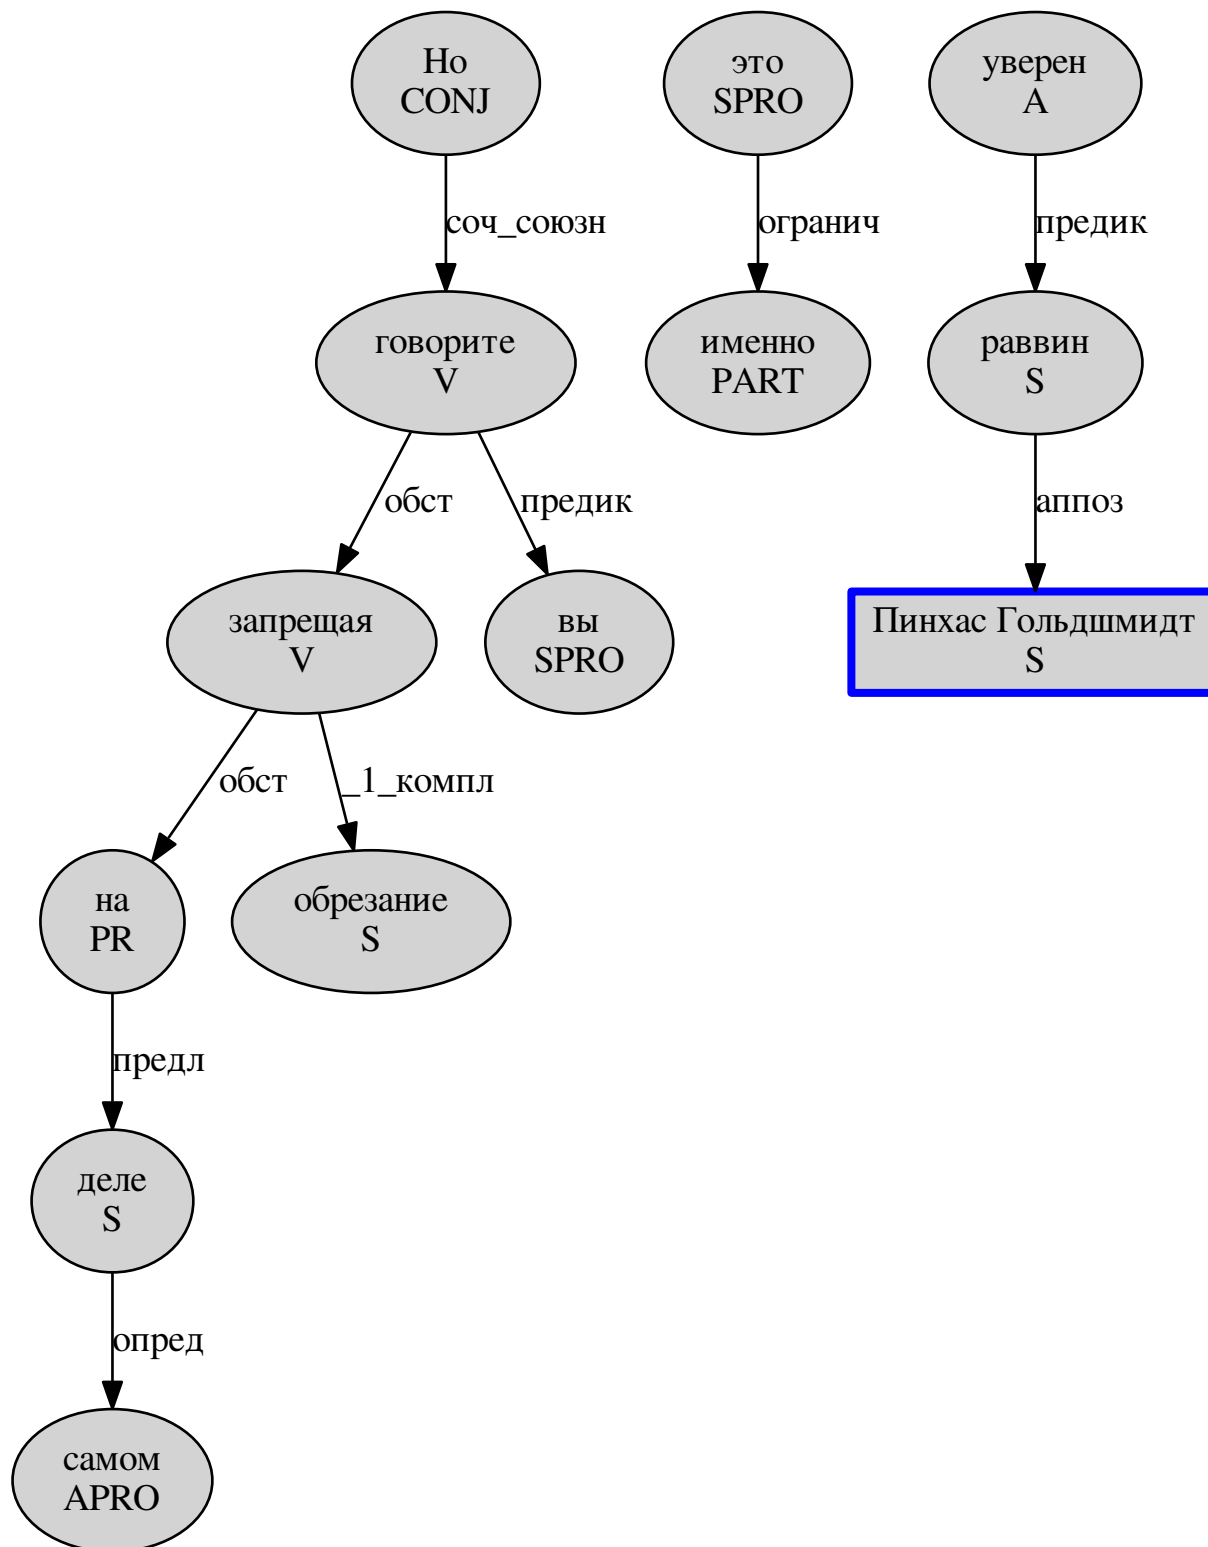 Но
CONJ
это
SPRO
уверен
A
соч_союзн
огранич
предик
говорите
V
именно
PART
раввин
S
обст
предик
аппоз
запрещая
V
вы
SPRO
Пинхас Гольдшмидт
S
обст
_1_компл
на
PR
обрезание
S
предл
деле
S
опред
самом
APRO